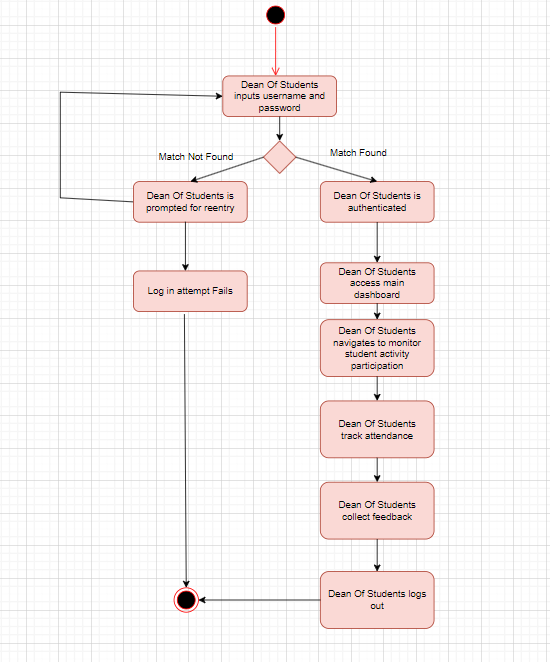 Dean Of Students
inputs username and
password
Match Not Found
Match Found
Dean Of Students is
prompted for reentry
Dean Of Students is
authenticated
Log in attempt Fails
Dean Of Students
access main
dashboard
Dean Of Students
navigates to monitor
student activity
participation
Dean Of Students
track attendance
Dean Of Students
collect feedback
Dean Of Students logs
out